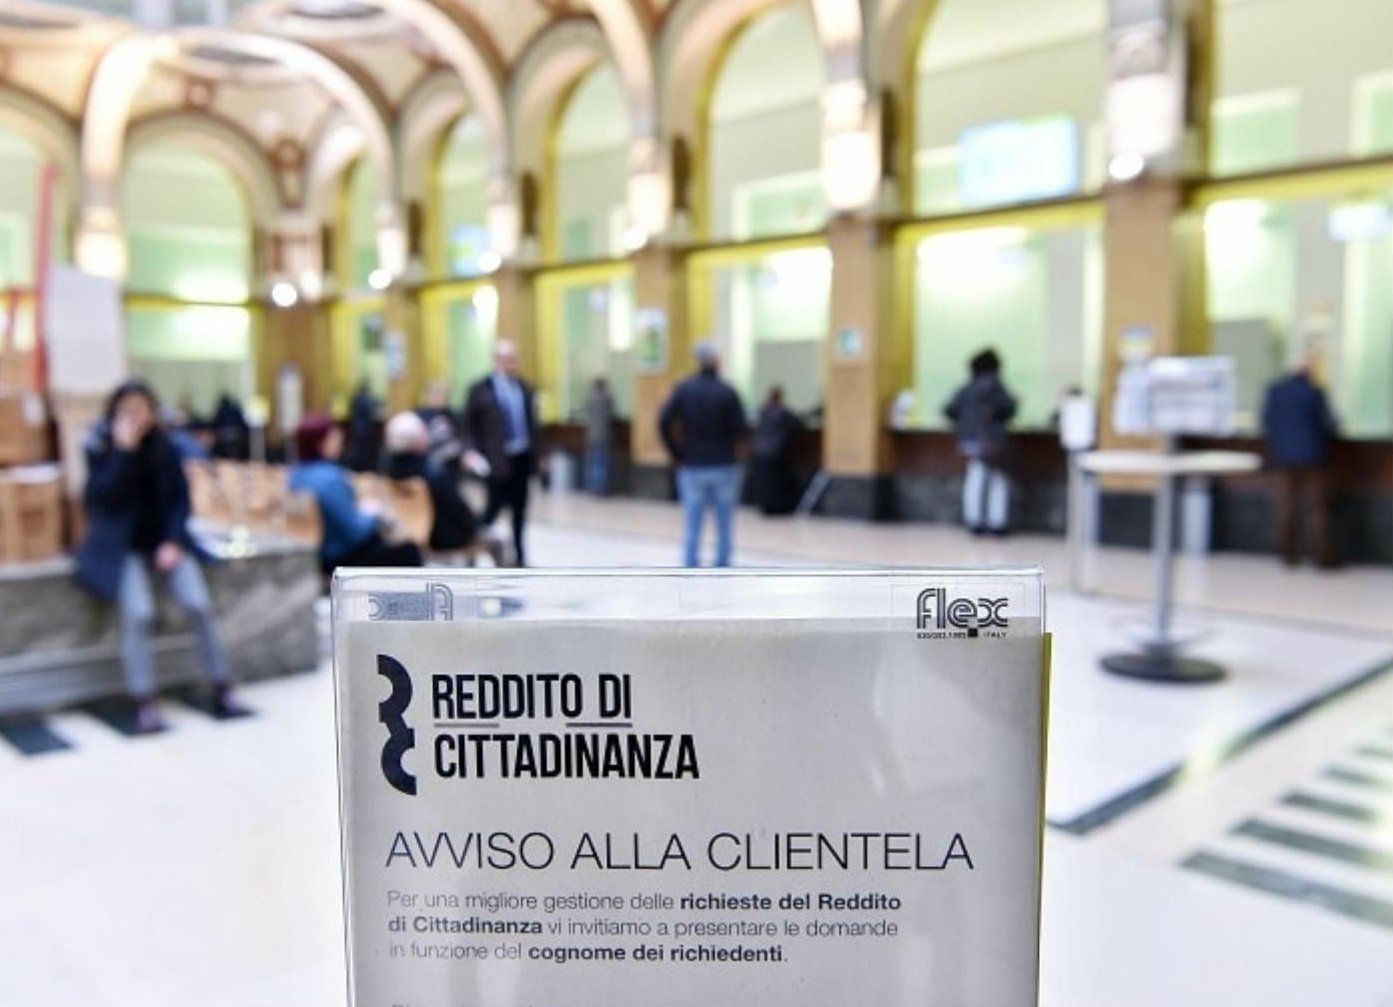 flex
ITALY
REDDITO DI
CITTADINANZA
AVVISO ALLA CLIENTELA
Per una migliore gestione delle richieste del Reddito
di Cittadinanza vi invitiamo a presentare le domande
in funzione del cognome dei richiedenti.